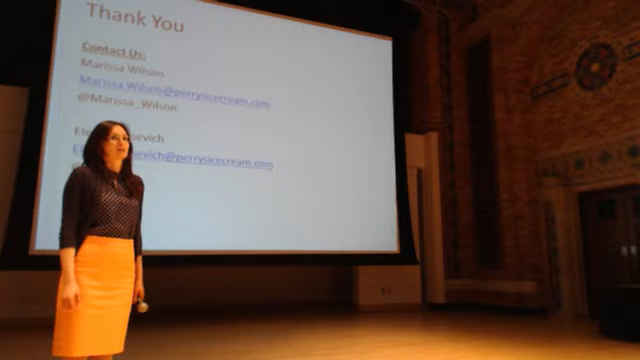 Thank You
Contact Us:
Marissa Wilson
Marissa.Wilson@perrysicecream.com
@Marissa_Wilson